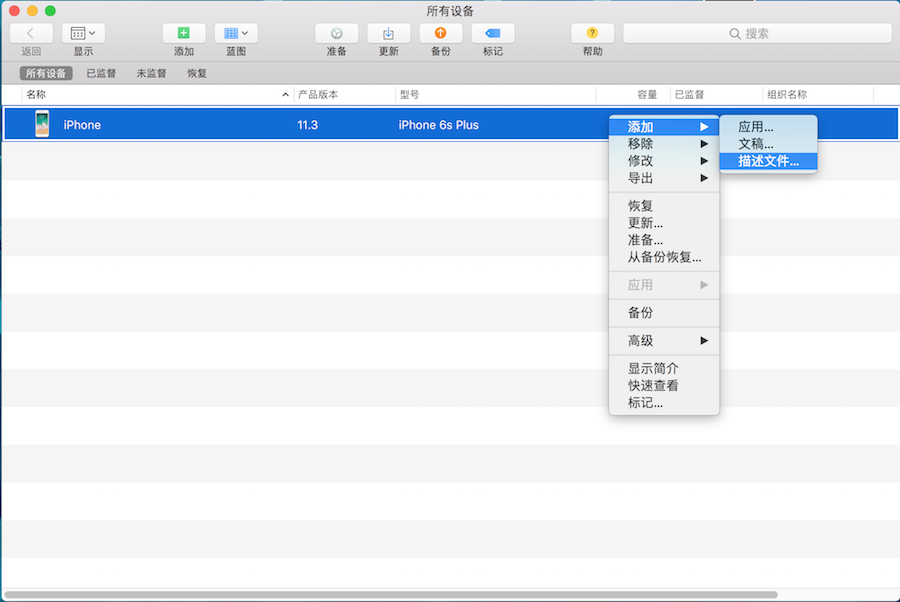 所有设备
返回 显示 添加 蓝图 准备 更新 备份 标记 帮助 搜索
所有设备 已监督 未监督 恢复
名称 产品版本 型号 容量 已监督 组织名称
iPhone 11.3 iPhone 6s Plus
添加
移除
修改
导出
恢复
更新...
准备...
从备份恢复...
应用
备份
高级
显示简介
快速查看
标记...
应用...
文稿...
描述文件...